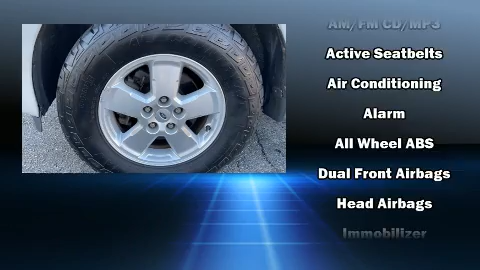 AM/FM CD/MP3
Active Seatbelts
Air Conditioning
Alarm
All Wheel ABS
Dual Front Airbags
Head Airbags
Immobilizer